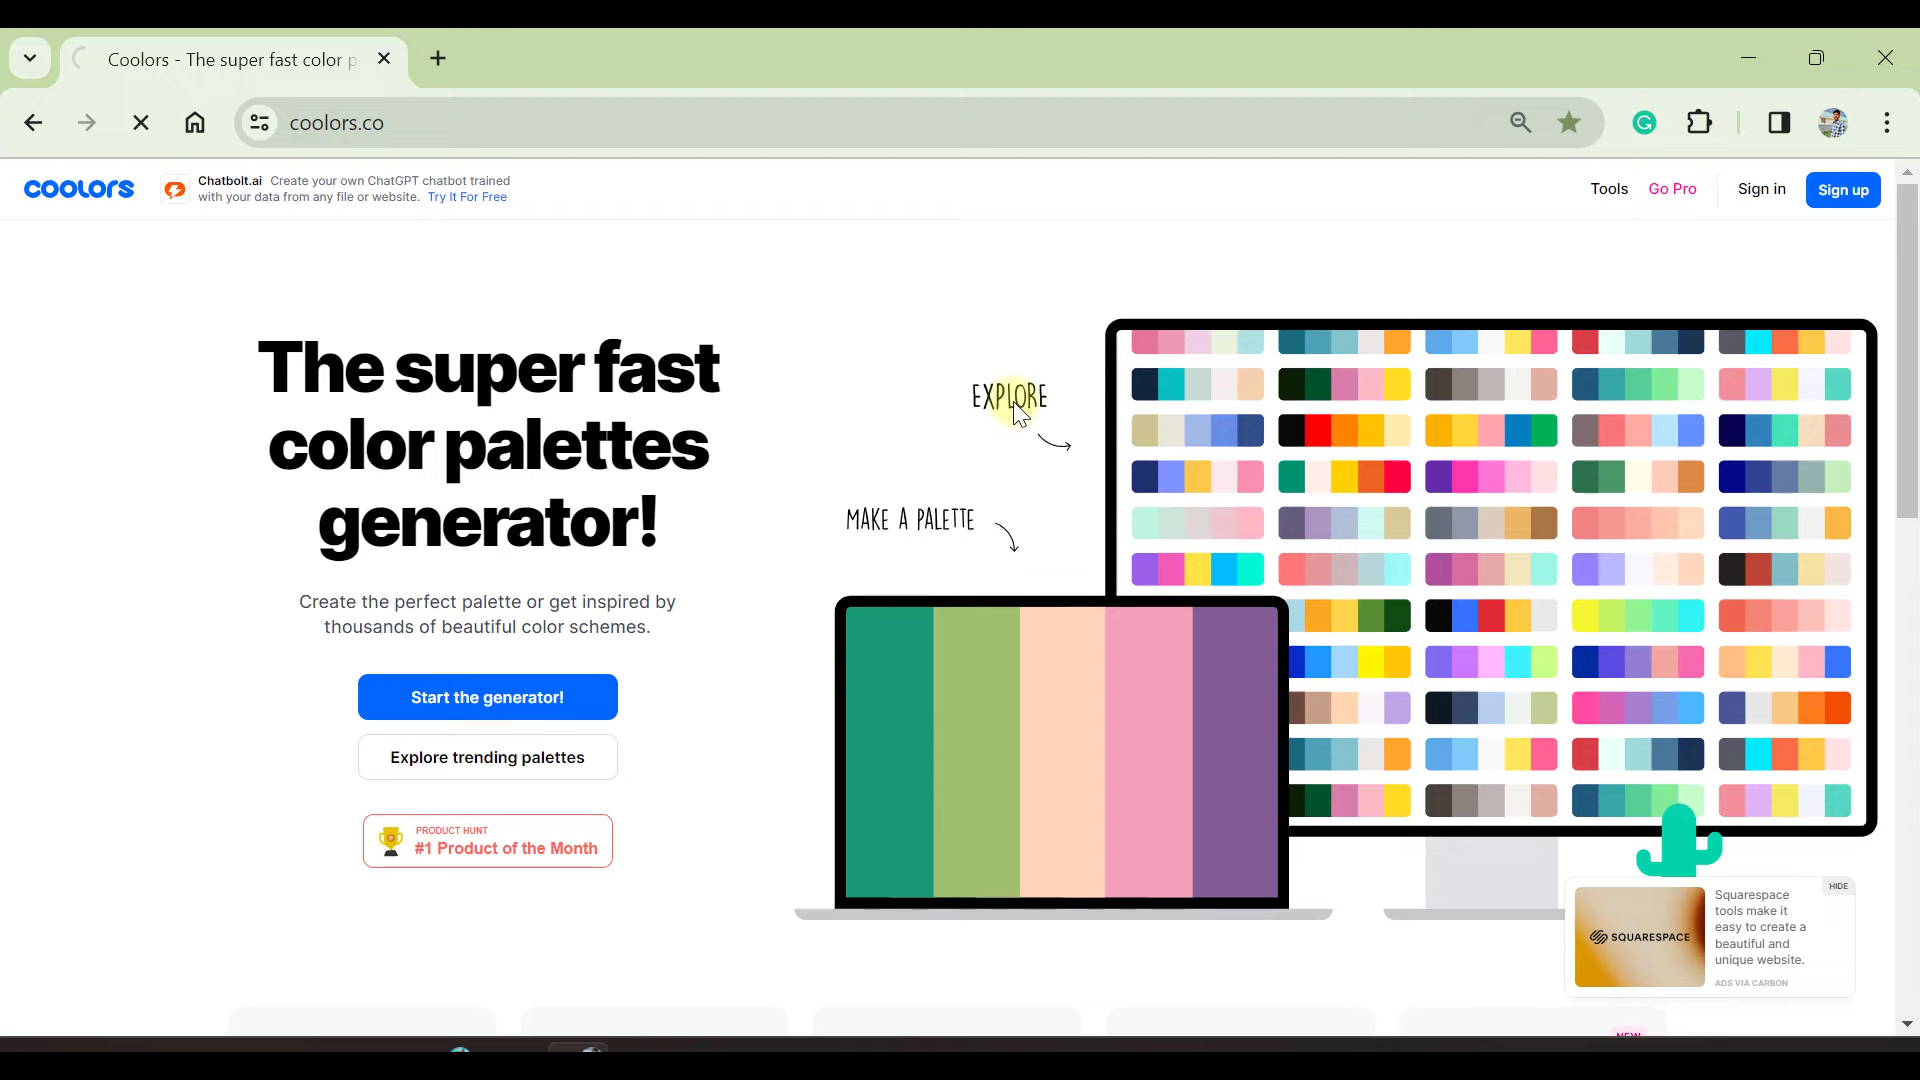 Coolors - The super fast color p
coolors.co
coolors
Chatbolt.ai Create your own ChatGPT chatbot trained
with your data from any file or website. Try It For Free
Tools
Go Pro
Sign in
Sign up
The super fast
color palettes
generator!
Create the perfect palette or get inspired by
thousands of beautiful color schemes.
Start the generator!
Explore trending palettes
PRODUCT HUNT
#1 Product of the Month
EXPLORE
MAKE A PALETTE
HIDE
SQUARESPACE
Squarespace
tools make it
easy to create a
beautiful and
unique website.
ADS VIA CARBON
NEW